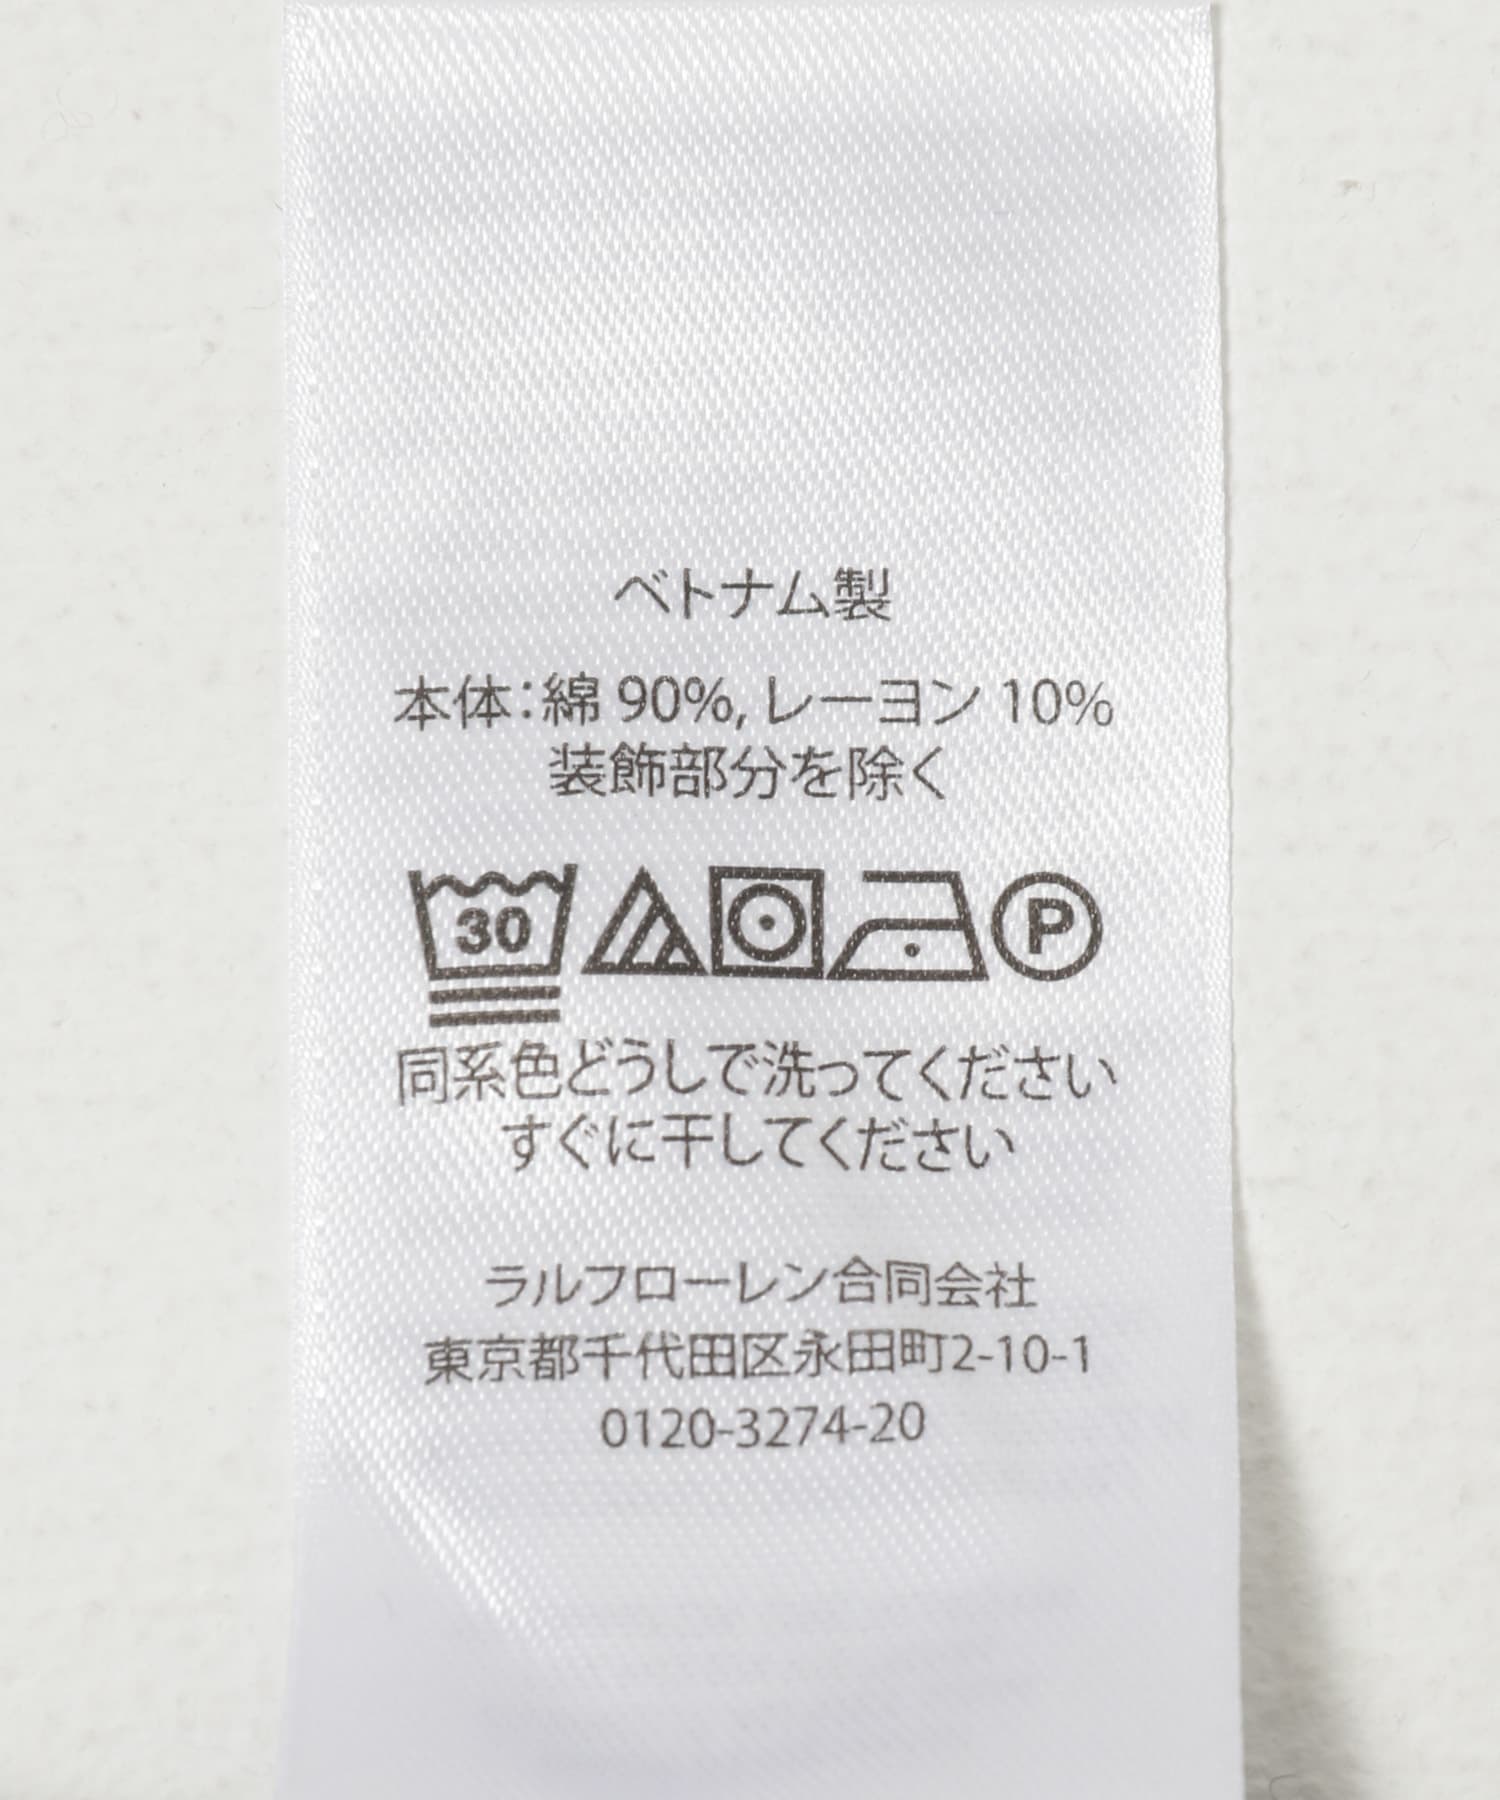 ベトナム製
本体：綿 90%, レーヨン 10%
装飾部分を除く
30 P
同系色どうしで洗ってください
すぐに干してください
ラルフローレン合同会社
東京都千代田区永田町2-10-1
0120-3274-20